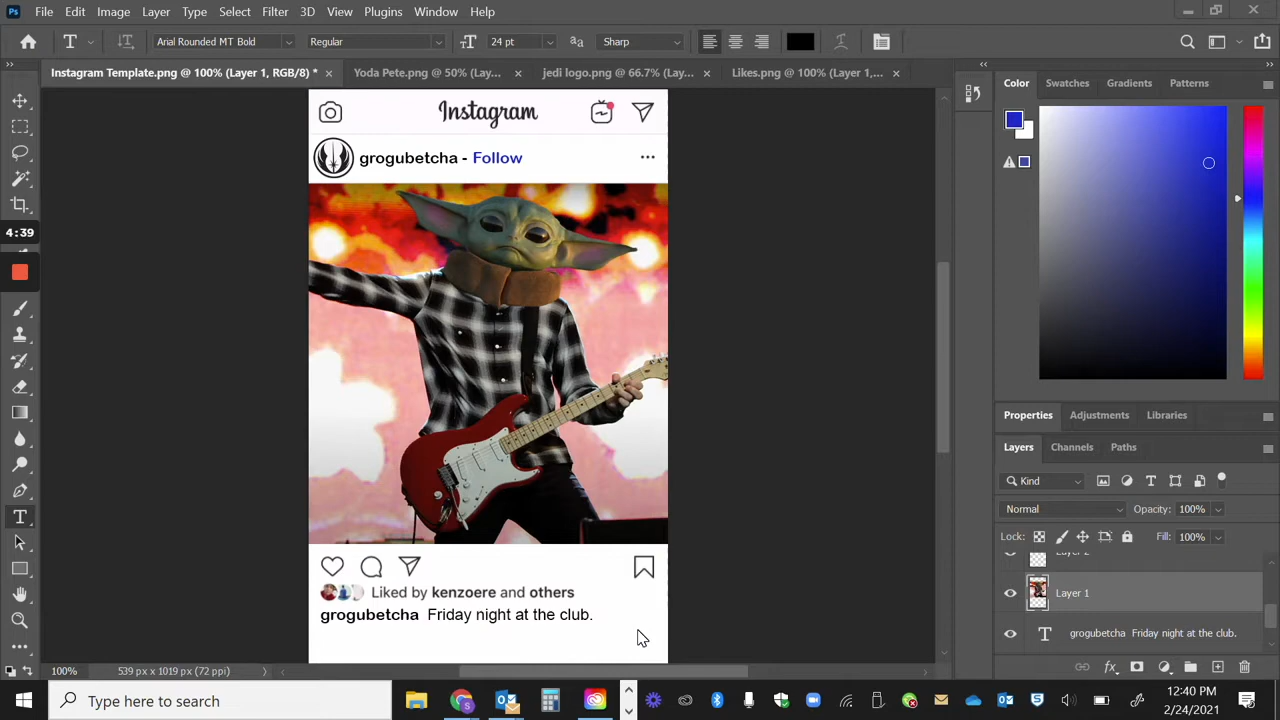 Ps File Edit Image Layer Type Select Filter 3D View Plugins Window Help
T Arial Rounded MT Bold Regular 24 pt Sharp
Instagram Template.png @ 100% (Layer 1, RGB/8) * × Yoda Pete.png @ 50% (Lay... × jedi logo.png @ 66.7% (Layer... × Likes.png @ 100% (Layer 1,... ×
Color Swatches Gradients Patterns
Instagram
grogubetcha - Follow
4:39
Properties Adjustments Libraries
Layers Channels Paths
Kind
Normal Opacity: 100%
Lock: Fill: 100%
Layer 1
Liked by kenzoere and others
grogubetcha Friday night at the club.
grogubetcha Friday night at the club.
100% 539 px x 1019 px (72 ppi)
Type here to search
12:40 PM
2/24/2021